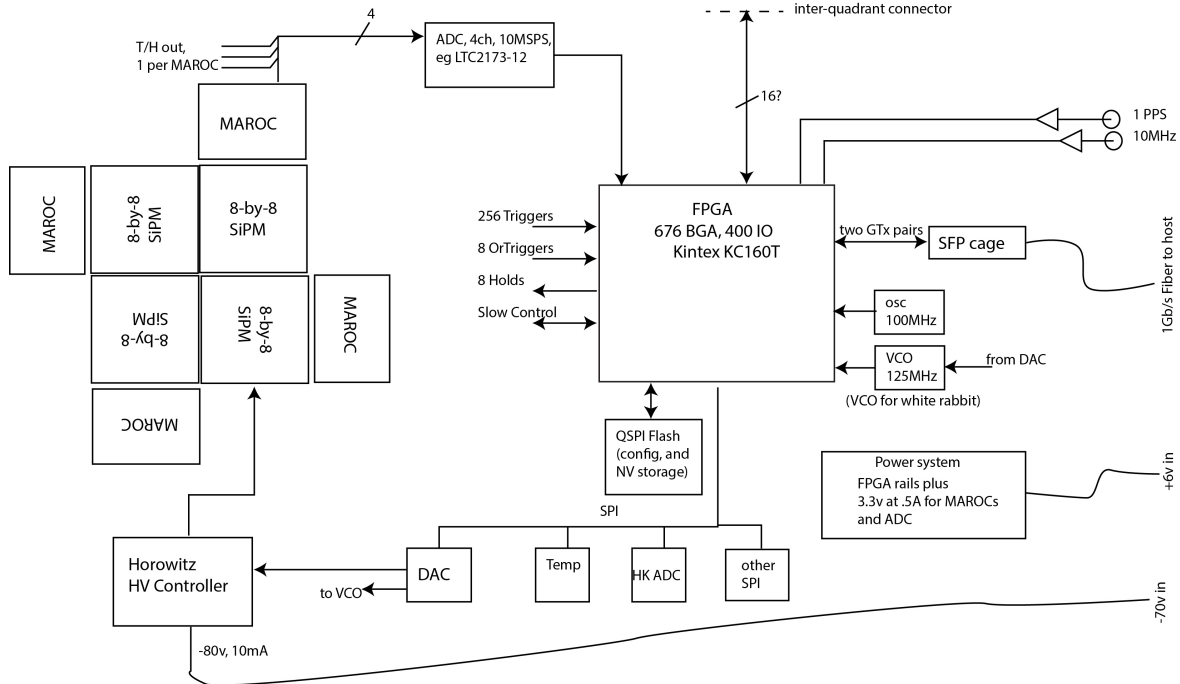 inter-quadrant connector
4
T/H out,
1 per MAROC
ADC, 4ch, 10MSPS,
eg LTC2173-12
16?
1 PPS
10MHz
MAROC
MAROC
8-by-8
SiPM
8-by-8
SiPM
8-by-8
SiPM
8-by-8
SiPM
MAROC
MAROC
256 Triggers
8 OrTriggers
8 Holds
Slow Control
FPGA
676 BGA, 400 IO
Kintex KC160T
two GTx pairs
SFP cage
1Gb/s Fiber to host
osc
100MHz
VCO
125MHz
from DAC
(VCO for white rabbit)
QSPI Flash
(config, and
NV storage)
Power system
FPGA rails plus
3.3v at .5A for MAROCs
and ADC
+6v in
SPI
Horowitz
HV Controller
DAC
to VCO
Temp
HK ADC
other
SPI
-70v in
-80v, 10mA